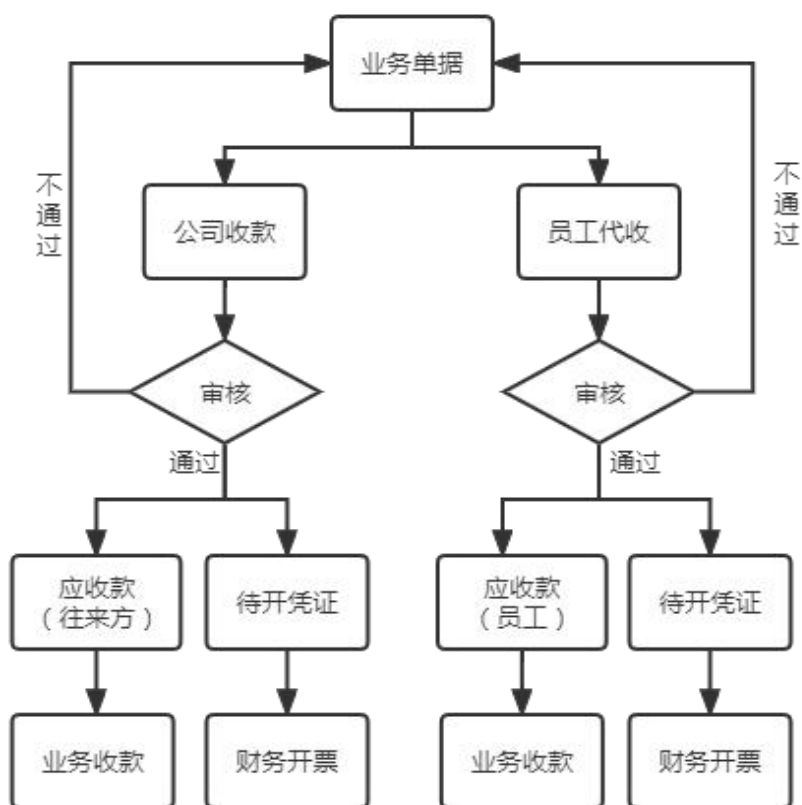 业务单据
不
通
过
不
通
过
公司收款
员工代收
审核
审核
通过
通过
应收款
（往来方）
待开凭证
应收款
（员工）
待开凭证
业务收款
财务开票
业务收款
财务开票